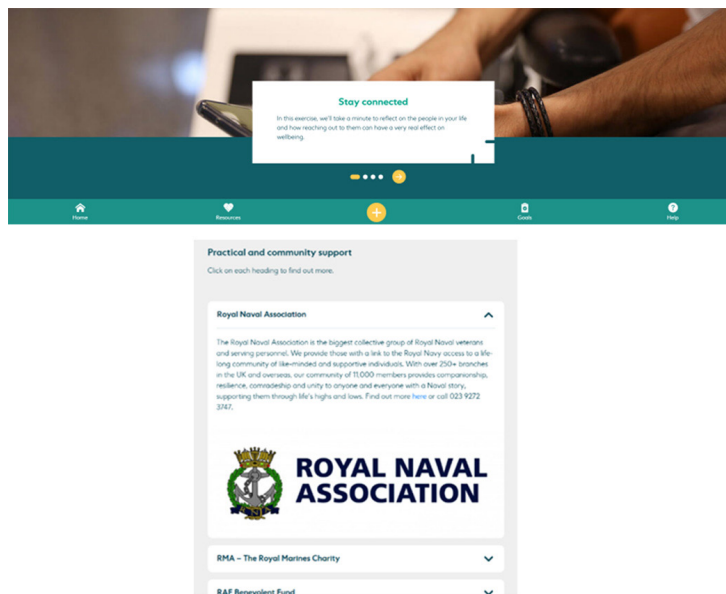 Stay connected
In this exercise, we'll take a minute to reflect on the people in your life
and how reaching out to them can have a very real effect on
wellbeing.
Home
Resources
Goals
Help
Practical and community support
Click on each heading to find out more.
Royal Naval Association
The Royal Naval Association is the biggest collective group of Royal Naval veterans
and serving personnel. We provide those with a link to the Royal Navy access to a life-
long community of like-minded and supportive individuals. With over 250+ branches
in the UK and overseas, our community of 11,000 members provides companionship,
resilience, comradeship and unity to anyone and everyone with a Naval story,
supporting them through life's highs and lows. Find out more here or call 023 9272
3747.
ROYAL NAVAL
ASSOCIATION
RMA – The Royal Marines Charity
RAF Benevolent Fund